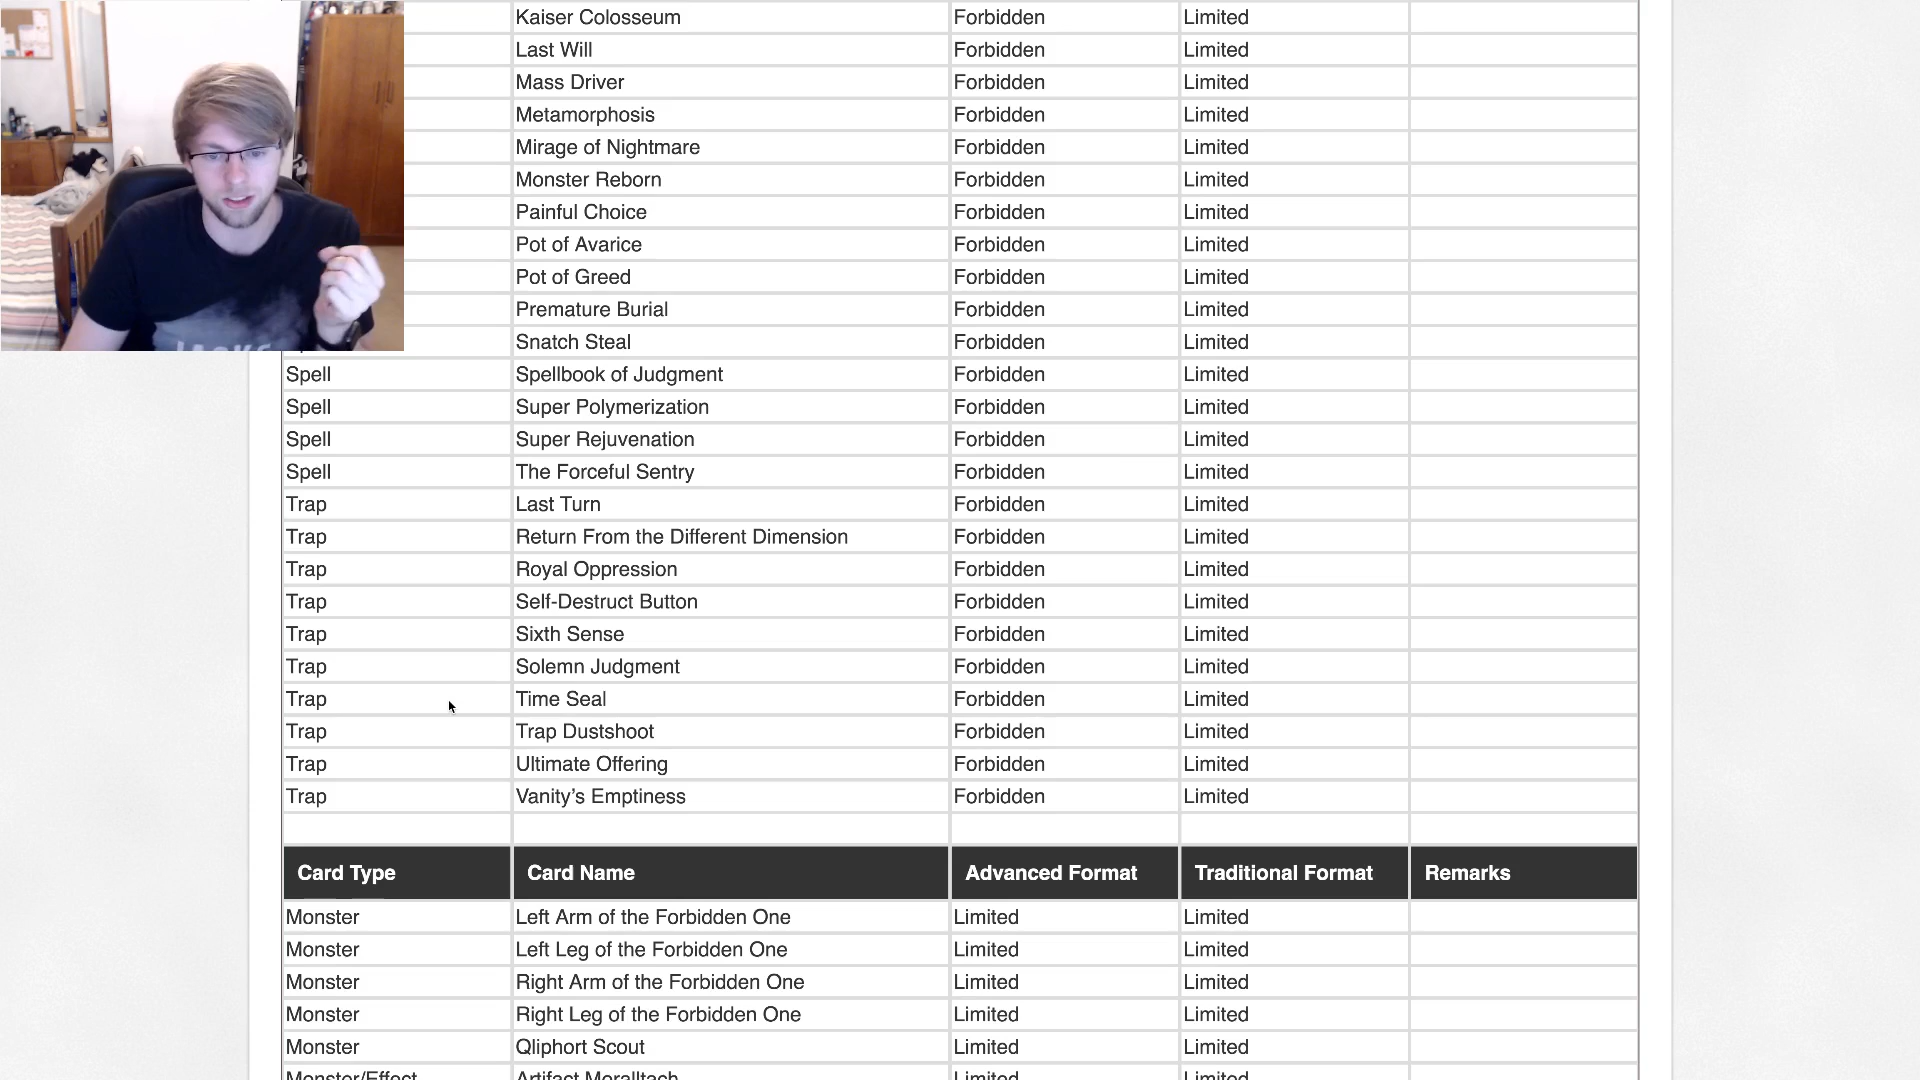 Kaiser Colosseum Forbidden Limited
Last Will Forbidden Limited
Mass Driver Forbidden Limited
Metamorphosis Forbidden Limited
Mirage of Nightmare Forbidden Limited
Monster Reborn Forbidden Limited
Painful Choice Forbidden Limited
Pot of Avarice Forbidden Limited
Pot of Greed Forbidden Limited
Premature Burial Forbidden Limited
Snatch Steal Forbidden Limited
Spell Spellbook of Judgment Forbidden Limited
Spell Super Polymerization Forbidden Limited
Spell Super Rejuvenation Forbidden Limited
Spell The Forceful Sentry Forbidden Limited
Trap Last Turn Forbidden Limited
Trap Return From the Different Dimension Forbidden Limited
Trap Royal Oppression Forbidden Limited
Trap Self-Destruct Button Forbidden Limited
Trap Sixth Sense Forbidden Limited
Trap Solemn Judgment Forbidden Limited
Trap Time Seal Forbidden Limited
Trap Trap Dustshoot Forbidden Limited
Trap Ultimate Offering Forbidden Limited
Trap Vanity’s Emptiness Forbidden Limited
Card Type Card Name Advanced Format Traditional Format Remarks
Monster Left Arm of the Forbidden One Limited Limited
Monster Left Leg of the Forbidden One Limited Limited
Monster Right Arm of the Forbidden One Limited Limited
Monster Right Leg of the Forbidden One Limited Limited
Monster Qliphort Scout Limited Limited
Monster/Effect Artifact Moralltach Limited Limited